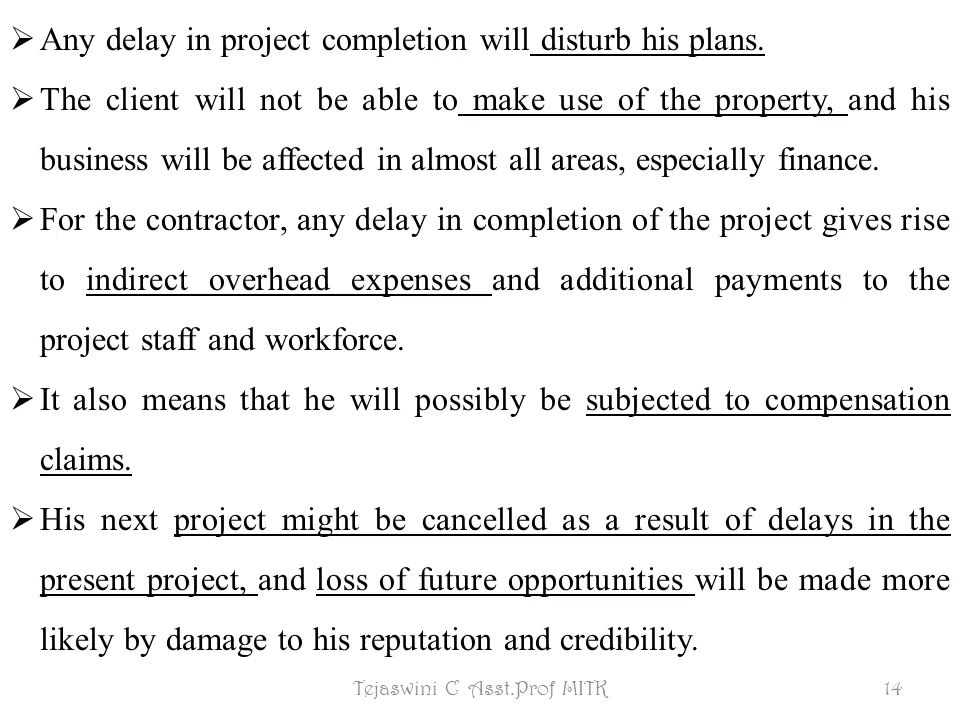 ➢ Any delay in project completion will disturb his plans.
➢ The client will not be able to make use of the property, and his
business will be affected in almost all areas, especially finance.
➢ For the contractor, any delay in completion of the project gives rise
to indirect overhead expenses and additional payments to the
project staff and workforce.
➢ It also means that he will possibly be subjected to compensation
claims.
➢ His next project might be cancelled as a result of delays in the
present project, and loss of future opportunities will be made more
likely by damage to his reputation and credibility.
Tejaswini C Asst.Prof MITK 14